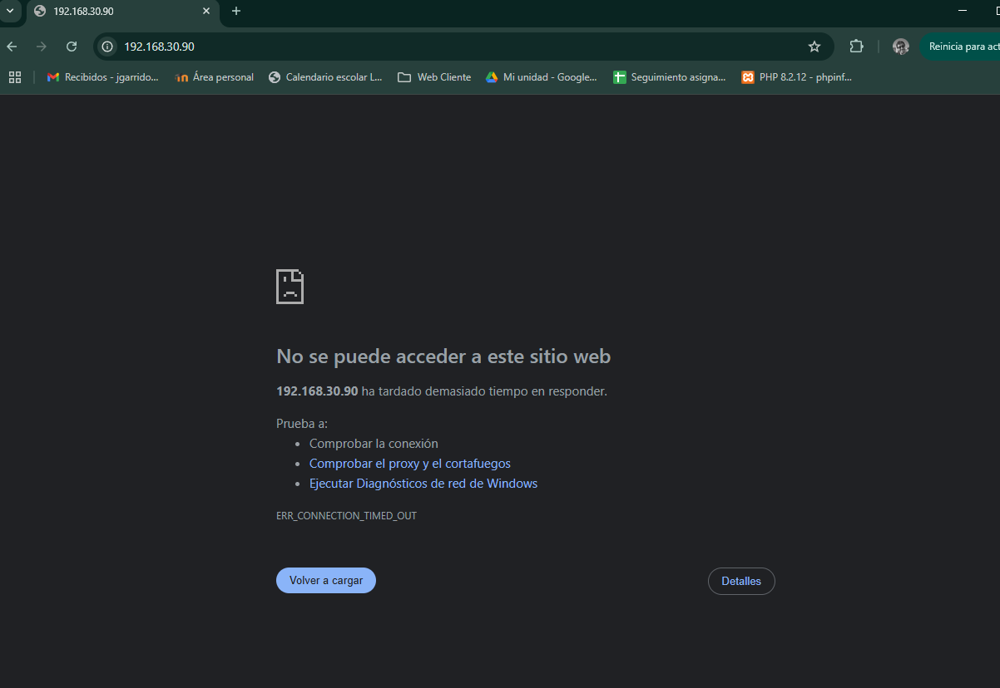 192.168.30.90
192.168.30.90
Reinicia para act
Recibidos - jgarrido...
Área personal
Calendario escolar L...
Web Cliente
Mi unidad - Google...
Seguimiento asigna...
PHP 8.2.12 - phpinf...
No se puede acceder a este sitio web
192.168.30.90 ha tardado demasiado tiempo en responder.
Prueba a:
Comprobar la conexión
Comprobar el proxy y el cortafuegos
Ejecutar Diagnósticos de red de Windows
ERR_CONNECTION_TIMED_OUT
Volver a cargar
Detalles